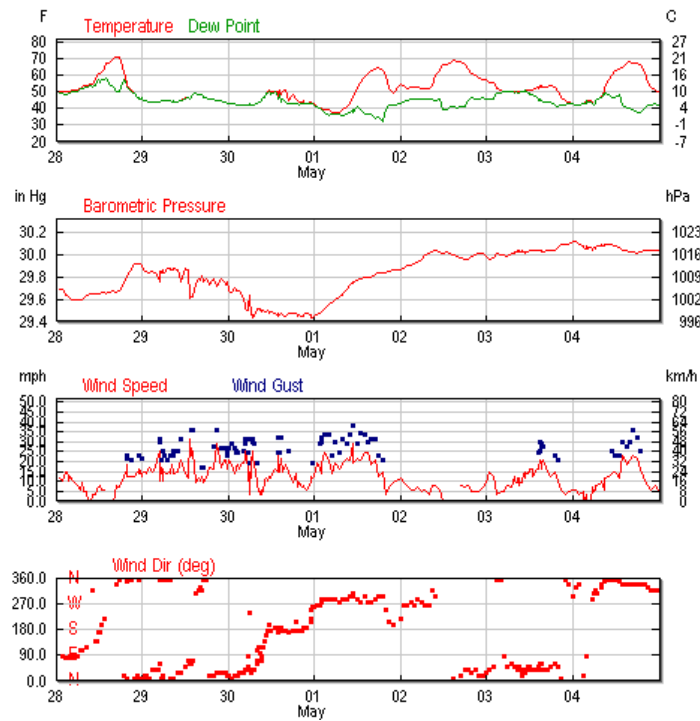 F
C
Temperature Dew Point
80 27
70 21
60 16
50 10
40 4
30 -1
20 -7
28 29 30 01 02 03 04
May
in Hg
hPa
Barometric Pressure
30.2 1023
30.0 1016
29.8 1009
29.6 1002
29.4 996
28 29 30 01 02 03 04
May
mph
km/h
Wind Speed Wind Gust
50.0 80
45.0 72
40.0 64
35.0 56
30.0 48
25.0 40
20.0 32
15.0 24
10.0 16
5.0 8
0.0 0
28 29 30 01 02 03 04
May
Wind Dir (deg)
360.0 N
270.0 W
180.0 S
90.0 E
0.0 N
28 29 30 01 02 03 04
May